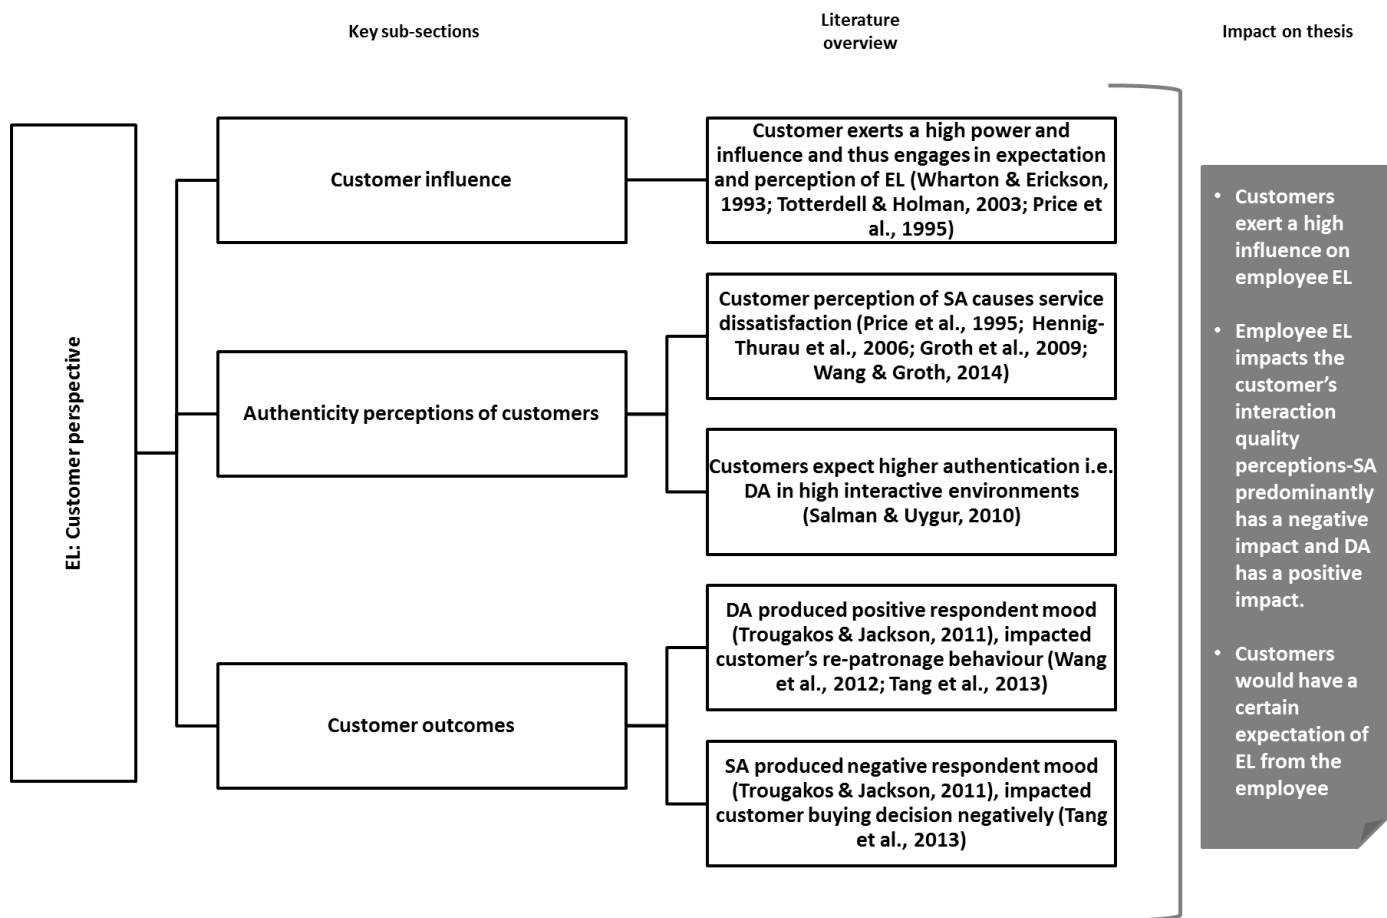 Key sub-sections
Literature
overview
Impact on thesis
EL: Customer perspective
Customer influence
Customer exerts a high power and
influence and thus engages in expectation
and perception of EL (Wharton & Erickson,
1993; Totterdell & Holman, 2003; Price et
al., 1995)
Authenticity perceptions of customers
Customer perception of SA causes service
dissatisfaction (Price et al., 1995; Hennig-
Thurau et al., 2006; Groth et al., 2009;
Wang & Groth, 2014)
Customers expect higher authentication i.e.
DA in high interactive environments
(Salman & Uygur, 2010)
Customer outcomes
DA produced positive respondent mood
(Trougakos & Jackson, 2011), impacted
customer's re-patronage behaviour (Wang
et al., 2012; Tang et al., 2013)
SA produced negative respondent mood
(Trougakos & Jackson, 2011), impacted
customer buying decision negatively (Tang
et al., 2013)
• Customers
exert a high
influence on
employee EL
• Employee EL
impacts the
customer's
interaction
quality
perceptions-SA
predominantly
has a negative
impact and DA
has a positive
impact.
• Customers
would have a
certain
expectation of
EL from the
employee